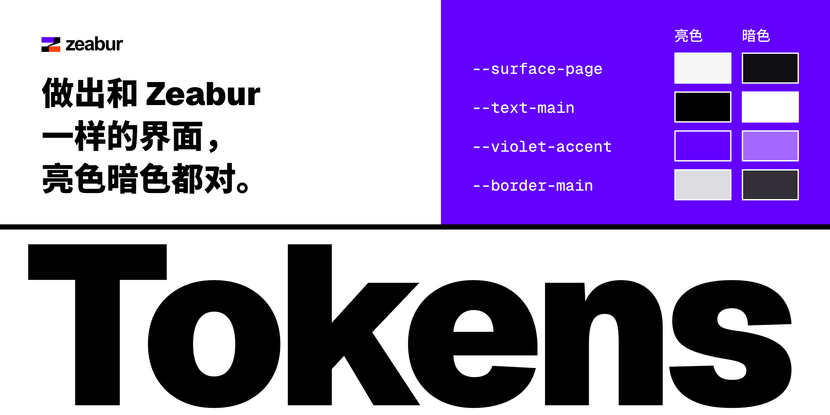 zeabur
做出和 Zeabur
一样的界面，
亮色暗色都对。
亮色 暗色
--surface-page
--text-main
--violet-accent
--border-main
Tokens